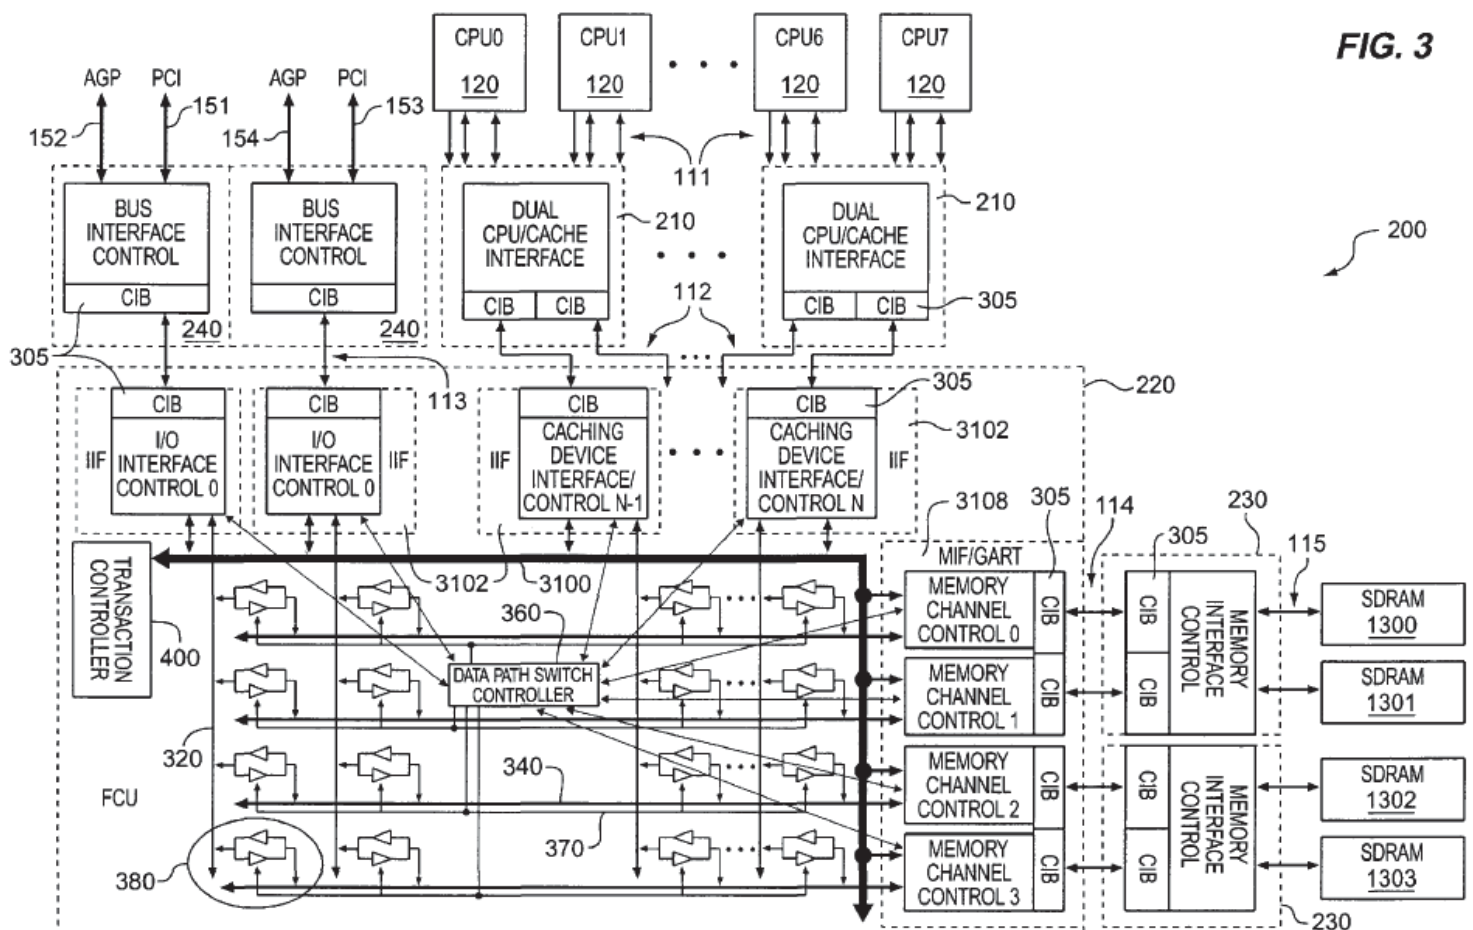 FIG. 3
CPU0
120
CPU1
120
CPU6
120
CPU7
120
AGP
PCI
AGP
PCI
152
151
154
153
111
BUS
INTERFACE
CONTROL
CIB
240
BUS
INTERFACE
CONTROL
CIB
240
DUAL
CPU/CACHE
INTERFACE
CIB
CIB
210
DUAL
CPU/CACHE
INTERFACE
CIB
CIB
210
305
200
112
305
113
305
220
IIF
CIB
I/O
INTERFACE
CONTROL 0
CIB
I/O
INTERFACE
CONTROL 0
IIF
IIF
CIB
CACHING
DEVICE
INTERFACE/
CONTROL N-1
CIB
CACHING
DEVICE
INTERFACE/
CONTROL N
IIF
3102
3108
305
114
305
230
115
TRANSACTION
CONTROLLER
400
3102
3100
360
DATA PATH SWITCH
CONTROLLER
MIF/GART
MEMORY
CHANNEL
CONTROL 0
CIB
MEMORY
CHANNEL
CONTROL 1
CIB
MEMORY
CHANNEL
CONTROL 2
CIB
MEMORY
CHANNEL
CONTROL 3
CIB
CIB
CIB
MEMORY
INTERFACE
CONTROL
CIB
CIB
MEMORY
INTERFACE
CONTROL
SDRAM
1300
SDRAM
1301
SDRAM
1302
SDRAM
1303
230
320
340
370
FCU
380